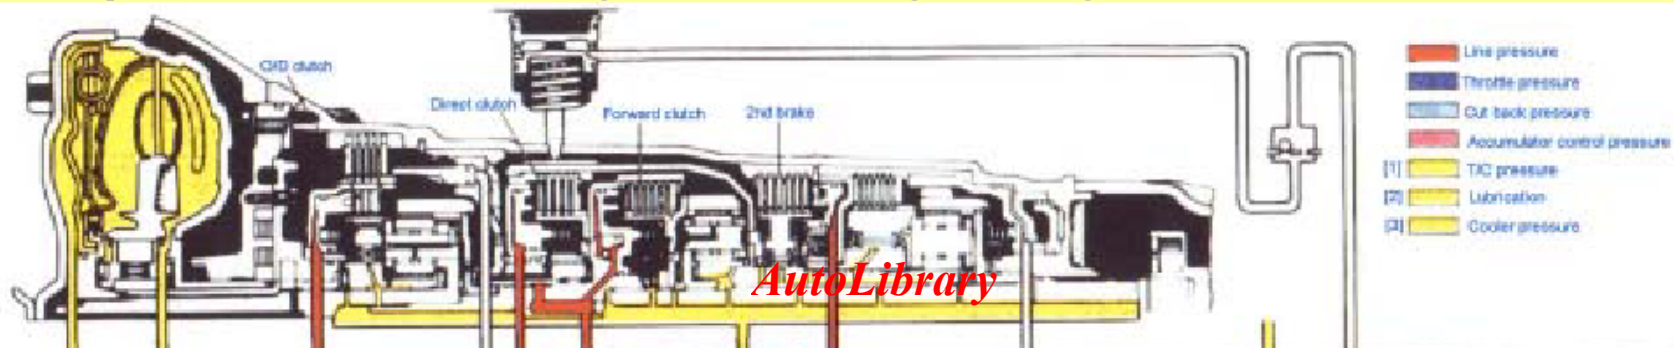 O/D clutch
Direct clutch
Forward clutch
2nd brake
Line pressure
Throttle pressure
Cut back pressure
Accumulator control pressure
[1] T/C pressure
[2] Lubrication
[3] Cooler pressure
AutoLibrary